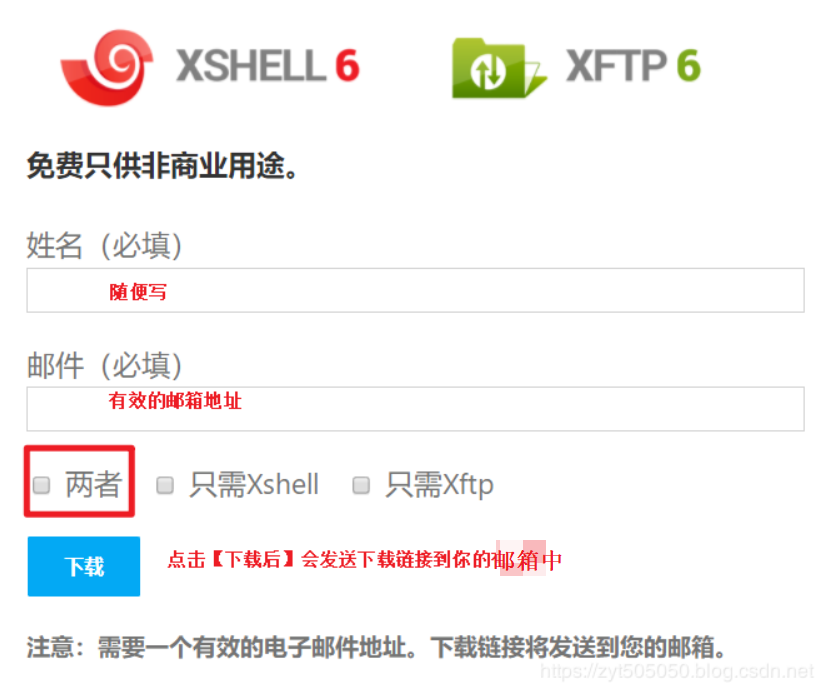 XSHELL 6 XFTP 6
免费只供非商业用途。
姓名（必填）
随便写
邮件（必填）
有效的邮箱地址
两者 只需Xshell 只需Xftp
下载 点击【下载后】会发送下载链接到你的邮箱中
注意：需要一个有效的电子邮件地址。下载链接将发送到您的邮箱。
https://zyt505050.blog.csdn.net